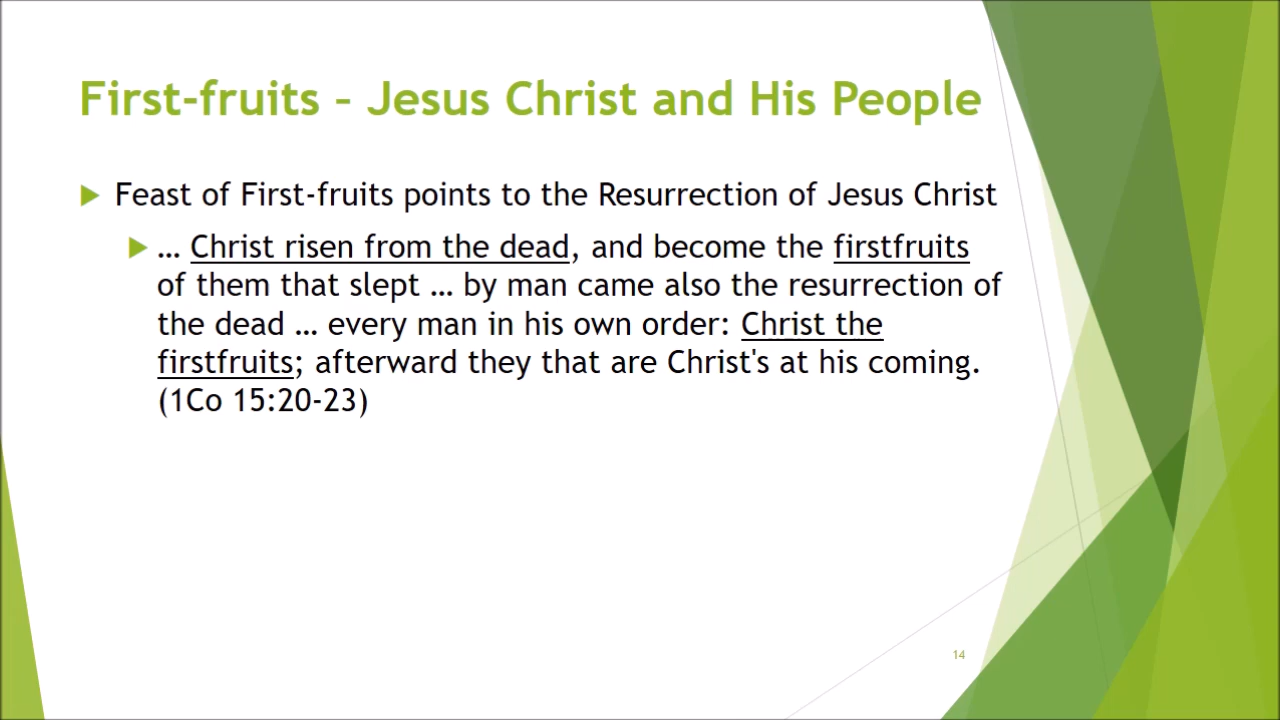 First-fruits – Jesus Christ and His People
Feast of First-fruits points to the Resurrection of Jesus Christ
… Christ risen from the dead, and become the firstfruits
of them that slept … by man came also the resurrection of
the dead … every man in his own order: Christ the
firstfruits; afterward they that are Christ's at his coming.
(1Co 15:20-23)
14